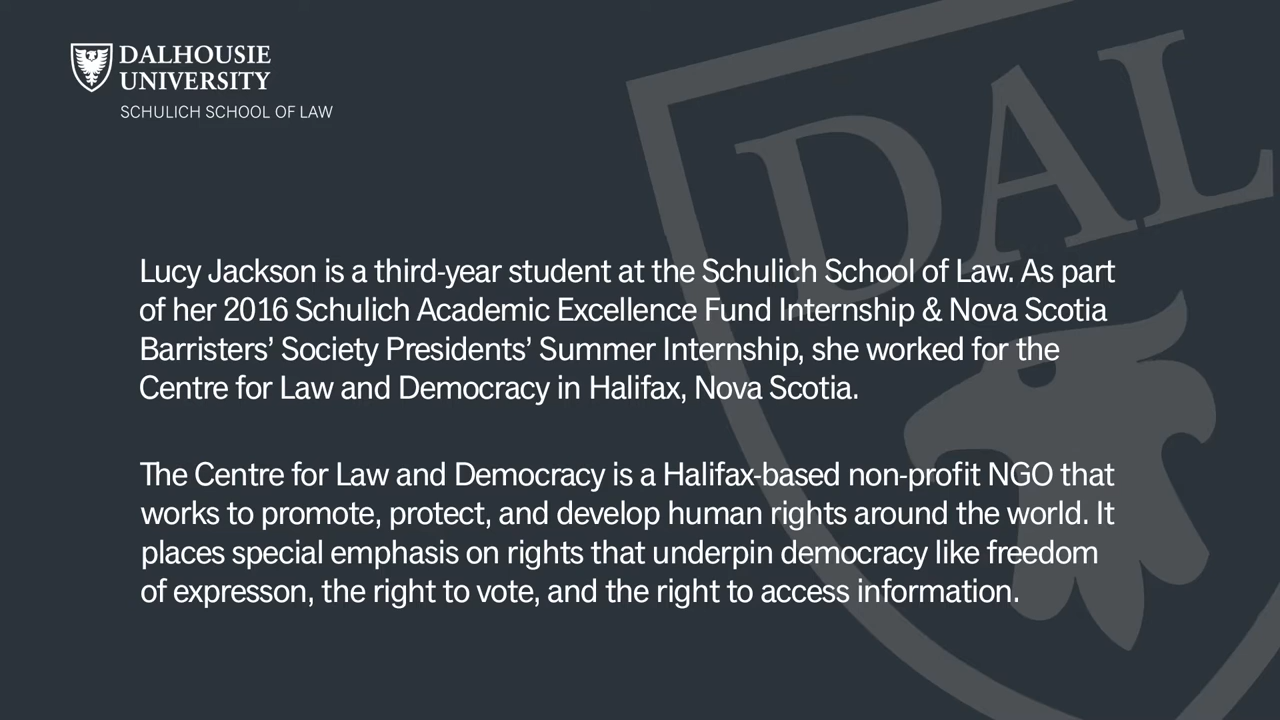 DALHOUSIE
UNIVERSITY
SCHULICH SCHOOL OF LAW
DAL
Lucy Jackson is a third-year student at the Schulich School of Law. As part
of her 2016 Schulich Academic Excellence Fund Internship & Nova Scotia
Barristers’ Society Presidents’ Summer Internship, she worked for the
Centre for Law and Democracy in Halifax, Nova Scotia.
The Centre for Law and Democracy is a Halifax-based non-profit NGO that
works to promote, protect, and develop human rights around the world. It
places special emphasis on rights that underpin democracy like freedom
of expresson, the right to vote, and the right to access information.